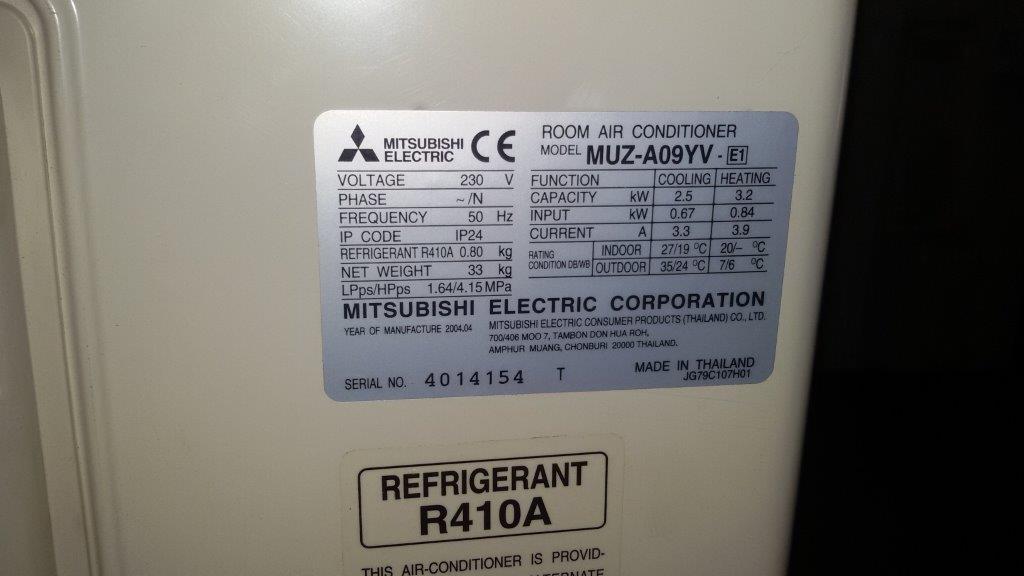 MITSUBISHI ELECTRIC CE
ROOM AIR CONDITIONER
MODEL MUZ-A09YV - E1
VOLTAGE 230 V
PHASE ~/N
FREQUENCY 50 Hz
IP CODE IP24
REFRIGERANT R410A 0.80 kg
NET WEIGHT 33 kg
LPps/HPps 1.64/4.15 MPa
FUNCTION COOLING HEATING
CAPACITY kW 2.5 3.2
INPUT kW 0.67 0.84
CURRENT A 3.3 3.9
RATING CONDITION DB/WB
INDOOR 27/19 °C 20/– °C
OUTDOOR 35/24 °C 7/6 °C
MITSUBISHI ELECTRIC CORPORATION
YEAR OF MANUFACTURE 2004.04
MITSUBISHI ELECTRIC CONSUMER PRODUCTS (THAILAND) CO., LTD.
700/406 MOO 7, TAMBON DON HUA ROH,
AMPHUR MUANG, CHONBURI 20000 THAILAND.
SERIAL NO. 4014154 T
MADE IN THAILAND
JG79C107H01
REFRIGERANT
R410A
THIS AIR-CONDITIONER IS PROVID-
ALTERNATE